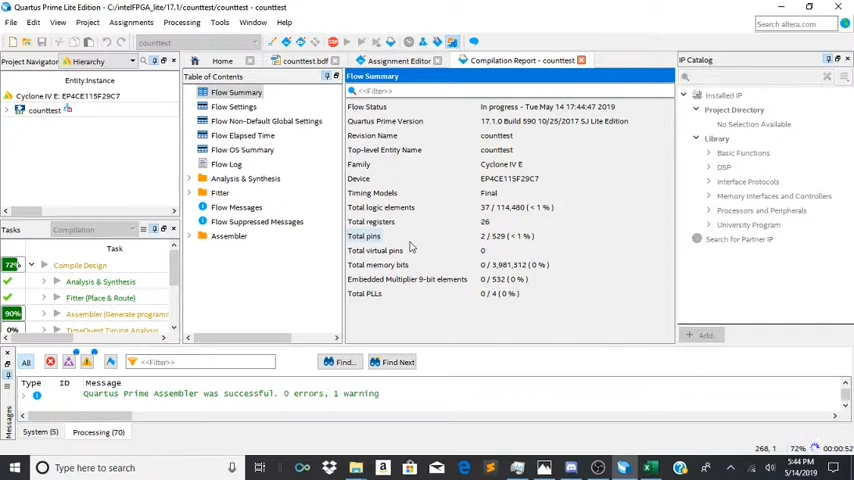 Quartus Prime Lite Edition - C:/intelFPGA_lite/17.1/counttest/counttest - counttest
File Edit View Project Assignments Processing Tools Window Help
Search altera.com
counttest
Project Navigator Hierarchy
Home counttest.bdf Assignment Editor Compilation Report - counttest
IP Catalog
Entity:Instance
Cyclone IV E: EP4CE115F29C7
counttest
Table of Contents
Flow Summary
Flow Settings
Flow Non-Default Global Settings
Flow Elapsed Time
Flow OS Summary
Flow Log
Analysis & Synthesis
Fitter
Flow Messages
Flow Suppressed Messages
Assembler
Flow Summary
<<Filter>>
Flow Status In progress - Tue May 14 17:44:47 2019
Quartus Prime Version 17.1.0 Build 590 10/25/2017 SJ Lite Edition
Revision Name counttest
Top-level Entity Name counttest
Family Cyclone IV E
Device EP4CE115F29C7
Timing Models Final
Total logic elements 37 / 114,480 ( < 1 % )
Total registers 26
Total pins 2 / 529 ( < 1 % )
Total virtual pins 0
Total memory bits 0 / 3,981,312 ( 0 % )
Embedded Multiplier 9-bit elements 0 / 532 ( 0 % )
Total PLLs 0 / 4 ( 0 % )
Installed IP
Project Directory
No Selection Available
Library
Basic Functions
DSP
Interface Protocols
Memory Interfaces and Controllers
Processors and Peripherals
University Program
Search for Partner IP
Add...
Tasks Compilation
Task
72% Compile Design
Analysis & Synthesis
Fitter (Place & Route)
90% Assembler (Generate programm
0% TimeQuest Timing Analysis
All <<Filter>> Find... Find Next
Type ID Message
Quartus Prime Assembler was successful. 0 errors, 1 warning
Messages
System (5) Processing (70)
268, 1 72% 00:00:52
Type here to search
5:44 PM
5/14/2019